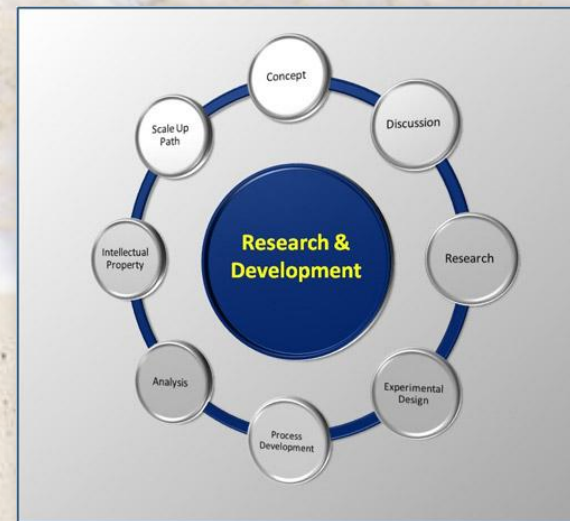 Research &
Development
Concept
Discussion
Research
Experimental
Design
Process
Development
Analysis
Intellectual
Property
Scale Up
Path